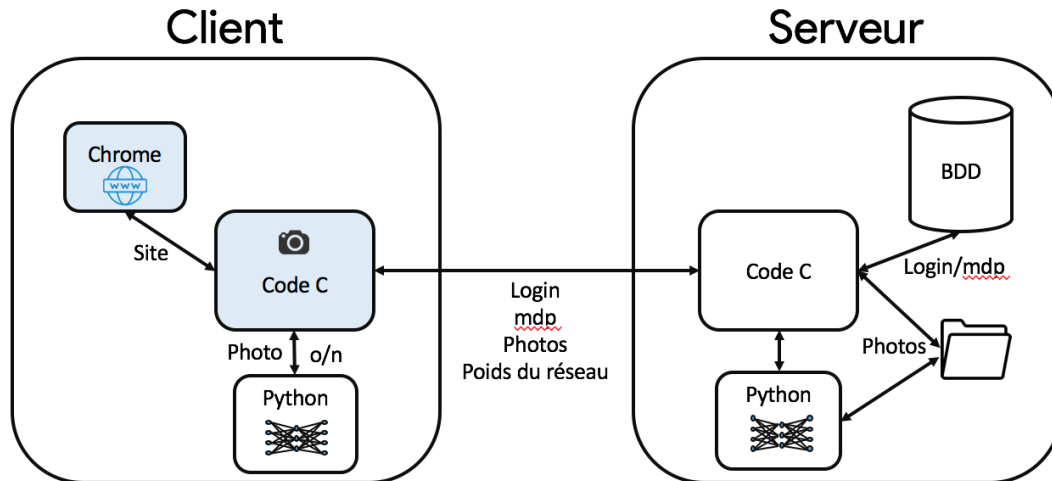 Client
Serveur
Chrome
WWW
Site
Code C
Photo
o/n
Python
Login
mdp
Photos
Poids du réseau
Code C
BDD
Login/mdp
Photos
Python